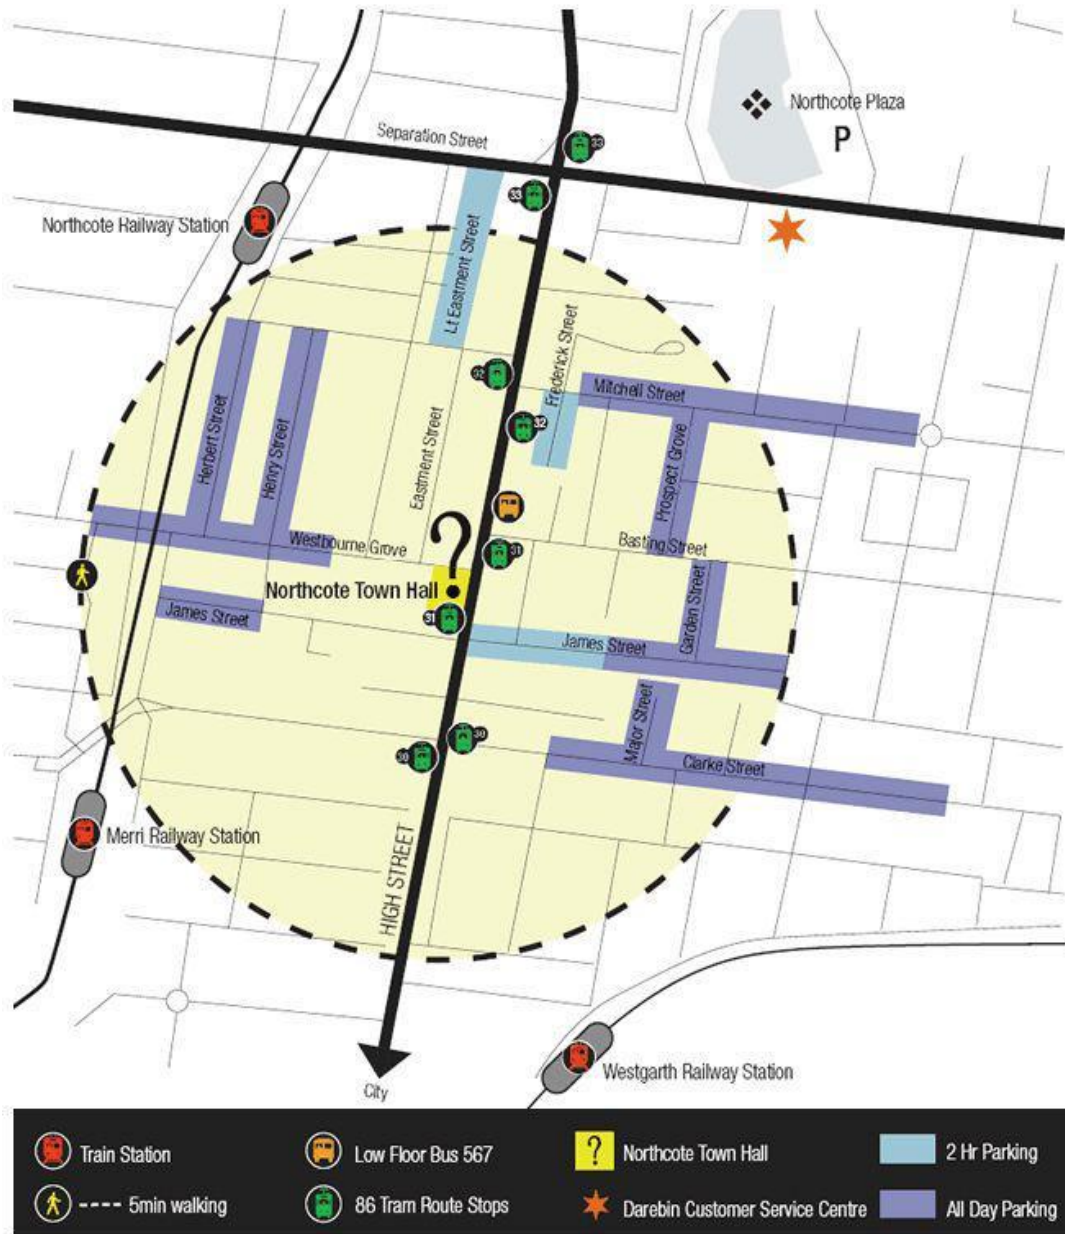 Northcote Plaza
P
Separation Street
33
33
Northcote Railway Station
Lt Eastment Street
Frederick Street
32
Mitchell Street
32
Herbert Street
Henry Street
Eastment Street
Prospect Grove
Westbourne Grove
31
Basting Street
?
Northcote Town Hall
Garden Street
James Street
31
James Street
Major Street
30
30
Clarke Street
Merri Railway Station
HIGH STREET
Westgarth Railway Station
City
Train Station
Low Floor Bus 567
? Northcote Town Hall
2 Hr Parking
5min walking
86 Tram Route Stops
Darebin Customer Service Centre
All Day Parking